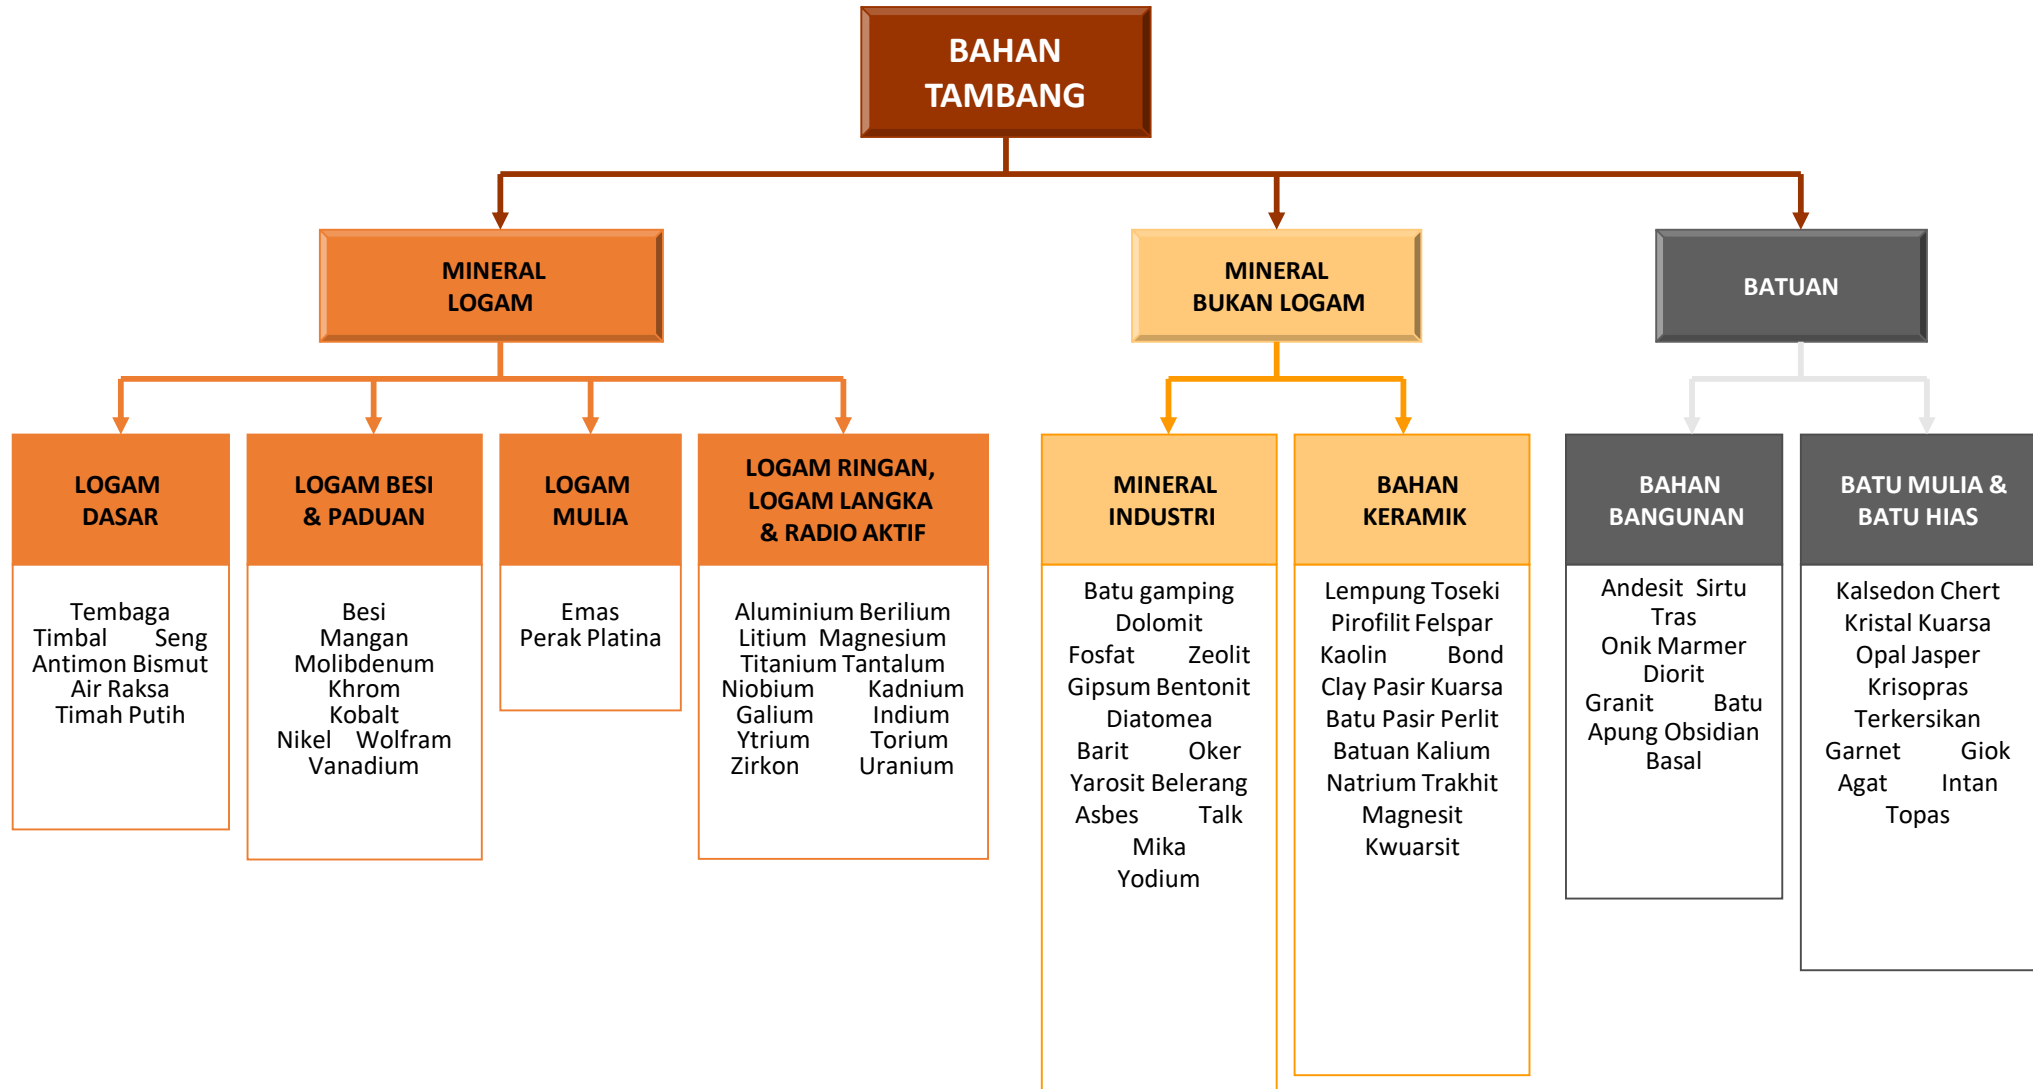 BAHAN
TAMBANG
MINERAL
LOGAM
MINERAL
BUKAN LOGAM
BATUAN
LOGAM
DASAR
Tembaga
Timbal Seng
Antimon Bismut
Air Raksa
Timah Putih
LOGAM BESI
& PADUAN
Besi
Mangan
Molibdenum
Khrom
Kobalt
Nikel Wolfram
Vanadium
LOGAM
MULIA
Emas
Perak Platina
LOGAM RINGAN,
LOGAM LANGKA
& RADIO AKTIF
Aluminium Berilium
Litium Magnesium
Titanium Tantalum
Niobium Kadnium
Galium Indium
Ytrium Torium
Zirkon Uranium
MINERAL
INDUSTRI
Batu gamping
Dolomit
Fosfat Zeolit
Gipsum Bentonit
Diatomea
Barit Oker
Yarosit Belerang
Asbes Talk
Mika
Yodium
BAHAN
KERAMIK
Lempung Toseki
Pirofilit Felspar
Kaolin Bond
Clay Pasir Kuarsa
Batu Pasir Perlit
Batuan Kalium
Natrium Trakhit
Magnesit
Kwuarsit
BAHAN
BANGUNAN
Andesit Sirtu
Tras
Onik Marmer
Diorit
Granit Batu
Apung Obsidian
Basal
BATU MULIA &
BATU HIAS
Kalsedon Chert
Kristal Kuarsa
Opal Jasper
Krisopras
Terkersikan
Garnet Giok
Agat Intan
Topas